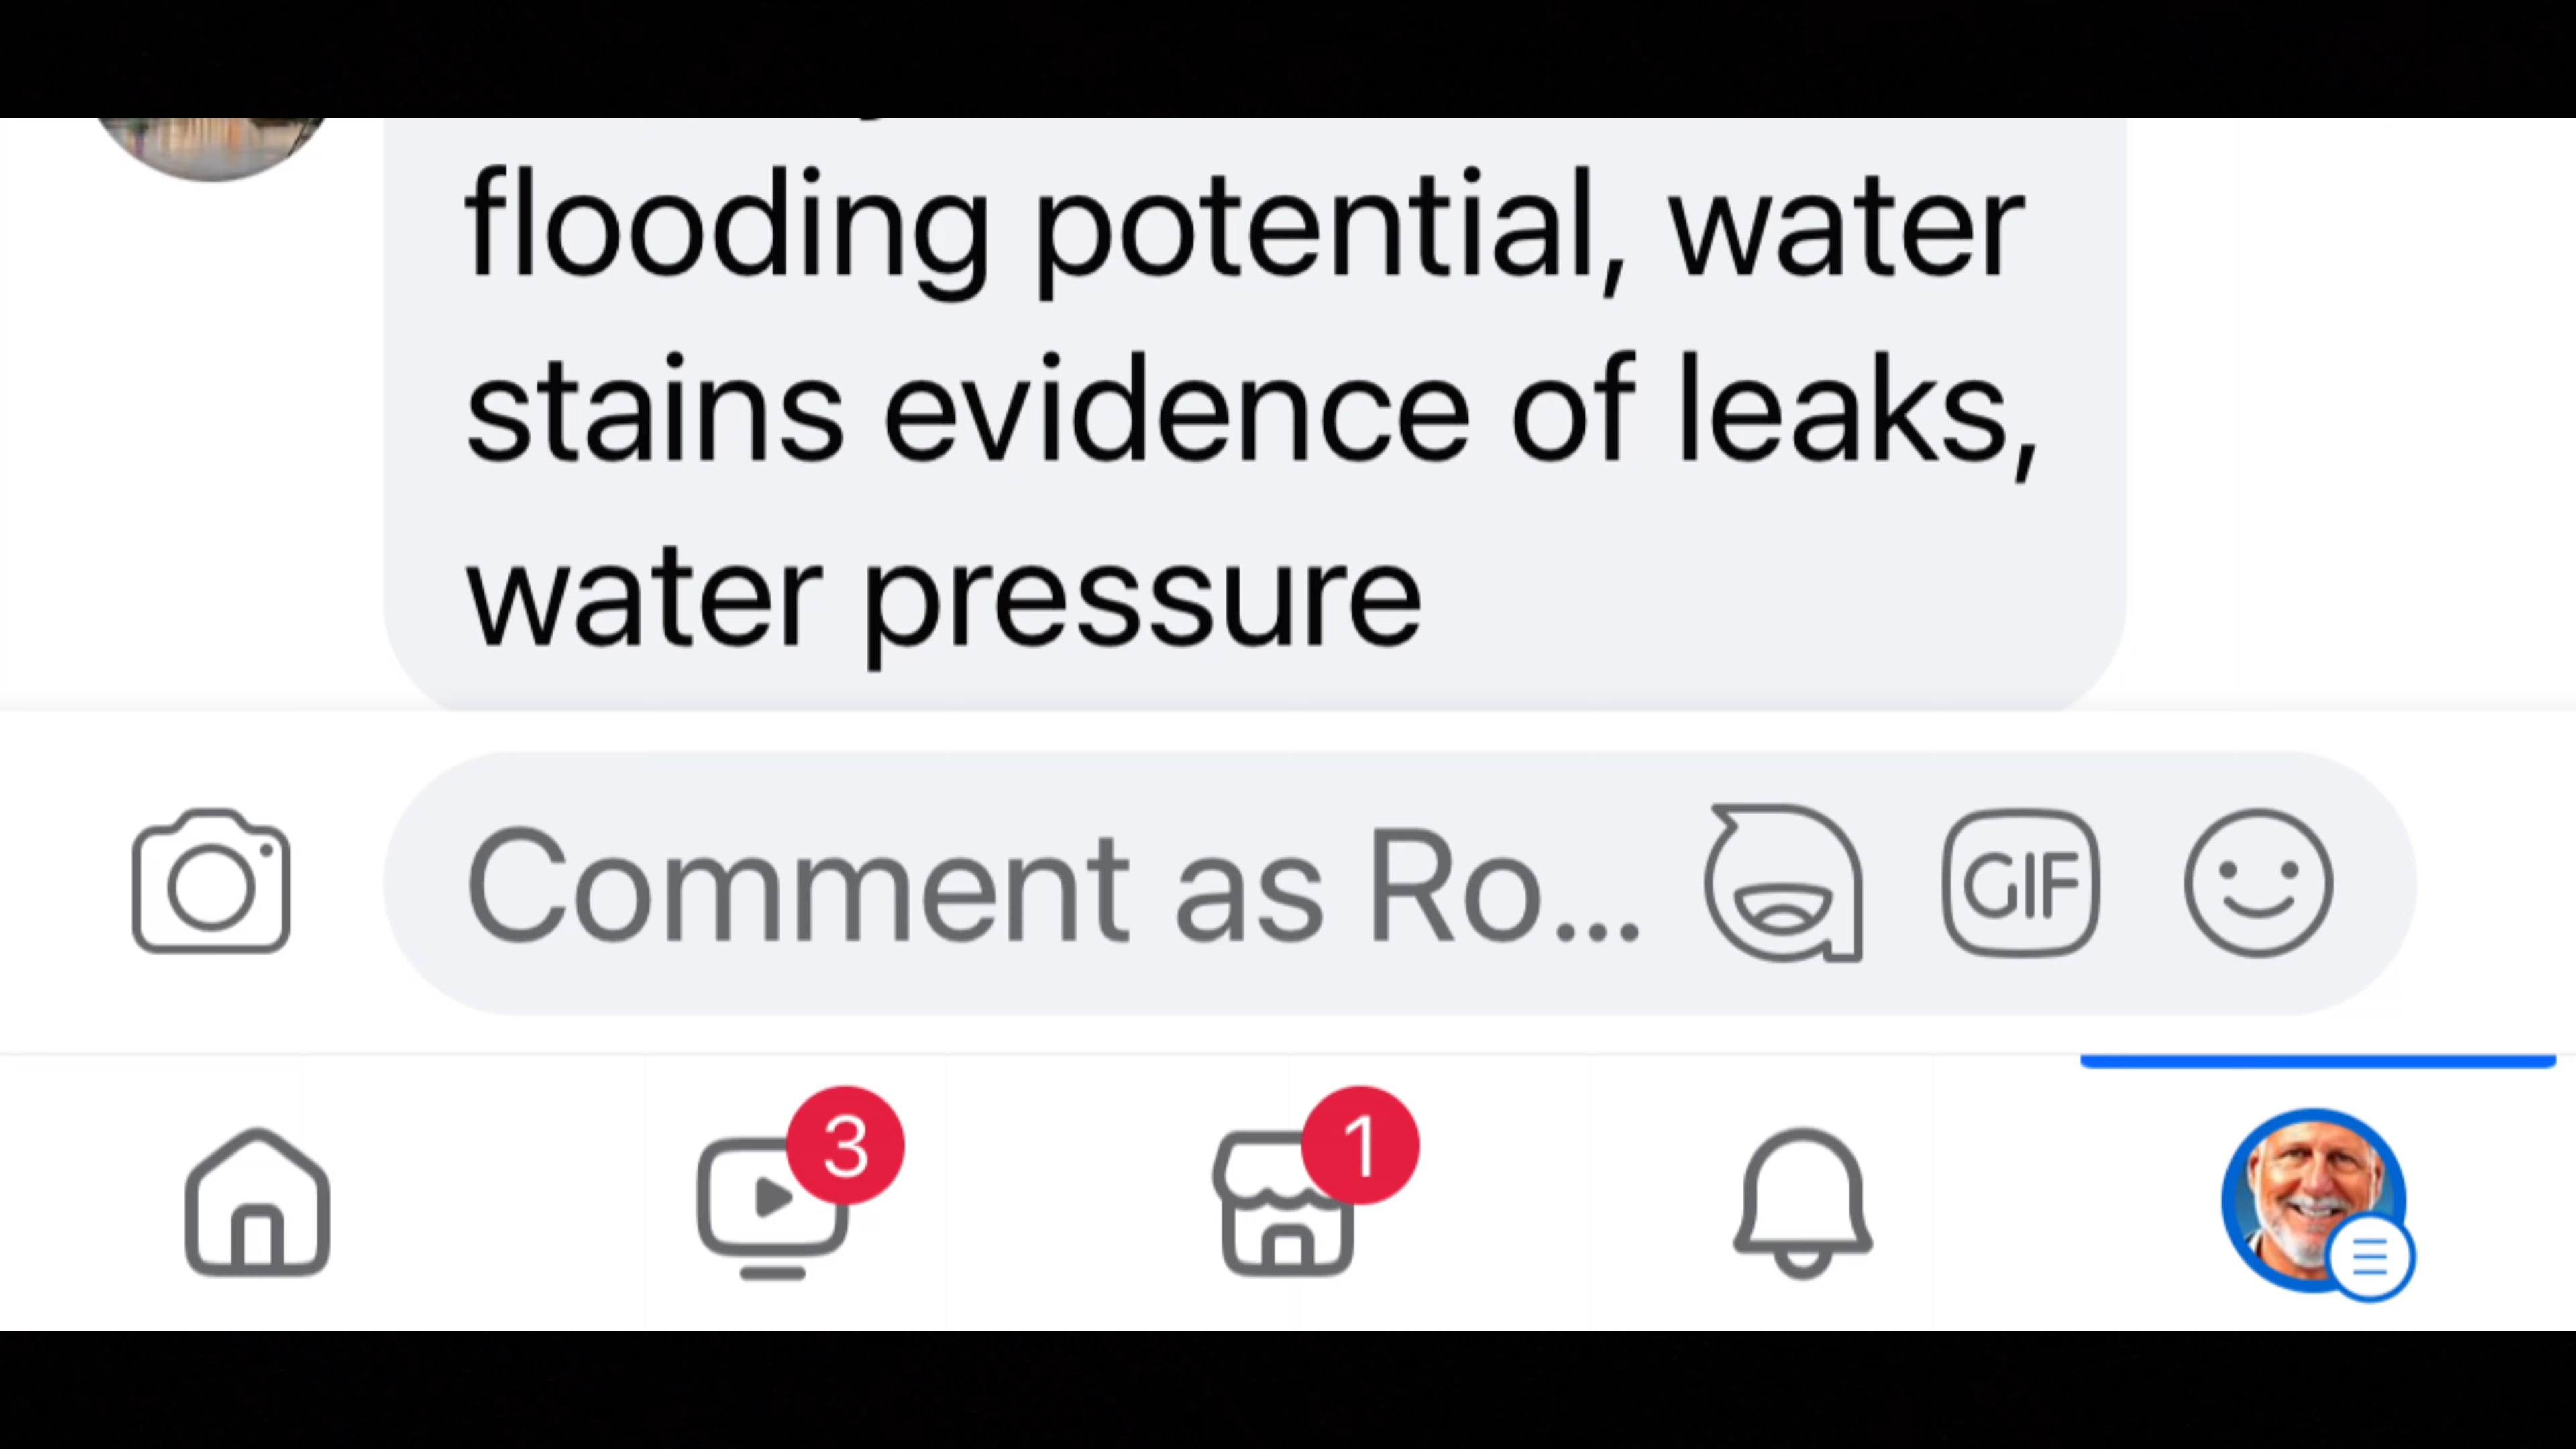 flooding potential, water
stains evidence of leaks,
water pressure
Comment as Ro...
GIF
3
1